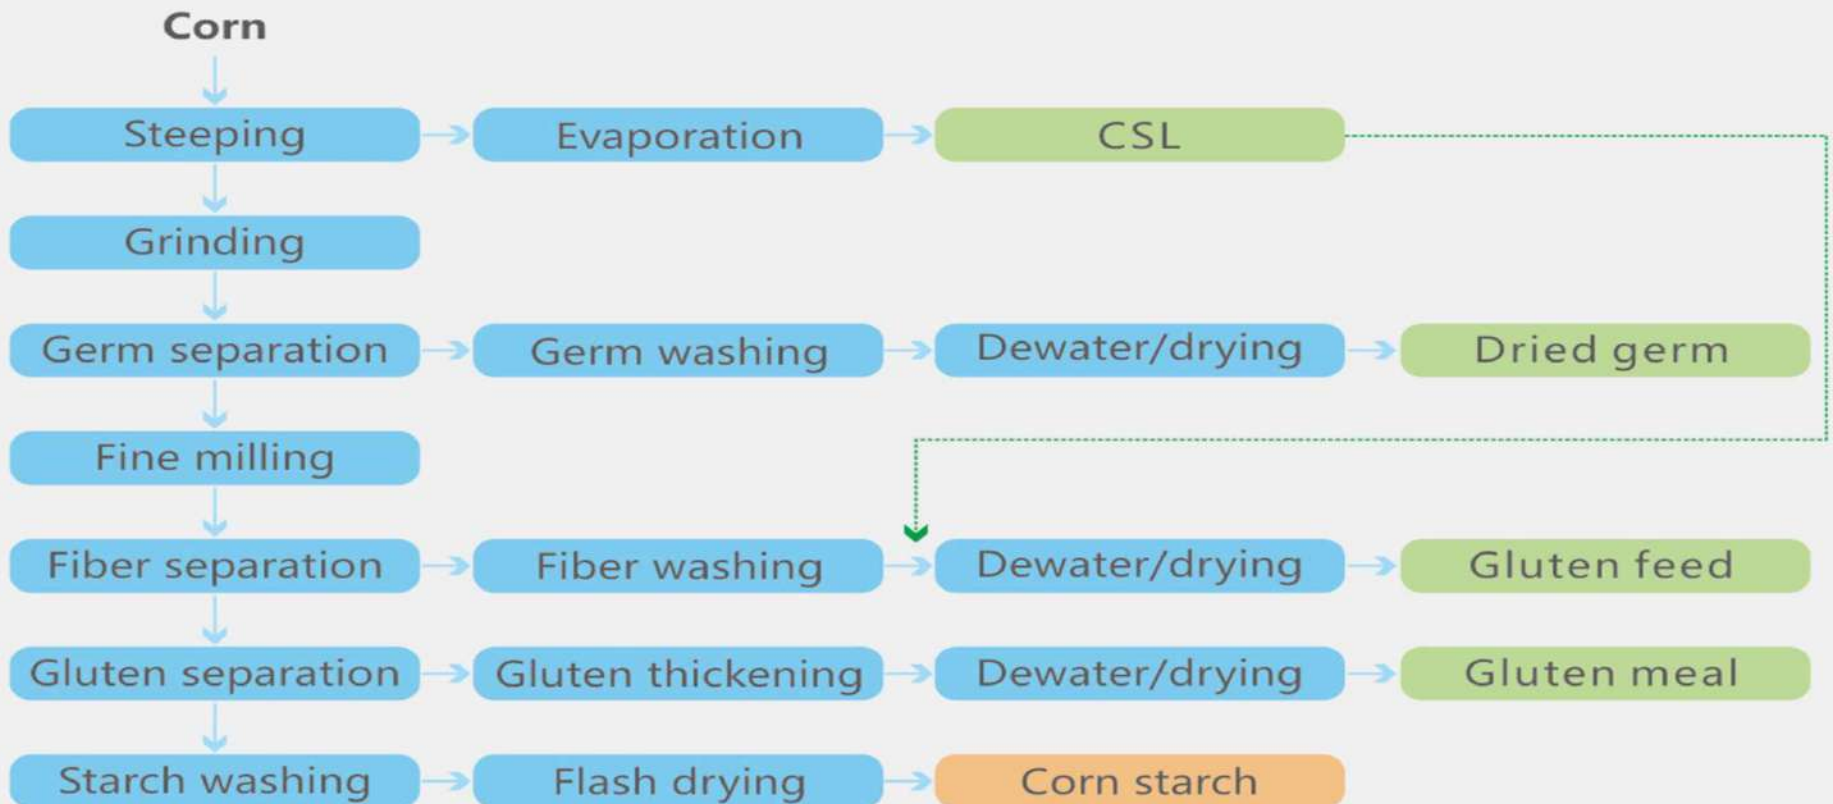 Corn
Steeping
Evaporation
CSL
Grinding
Germ separation
Germ washing
Dewater/drying
Dried germ
Fine milling
Fiber separation
Fiber washing
Dewater/drying
Gluten feed
Gluten separation
Gluten thickening
Dewater/drying
Gluten meal
Starch washing
Flash drying
Corn starch